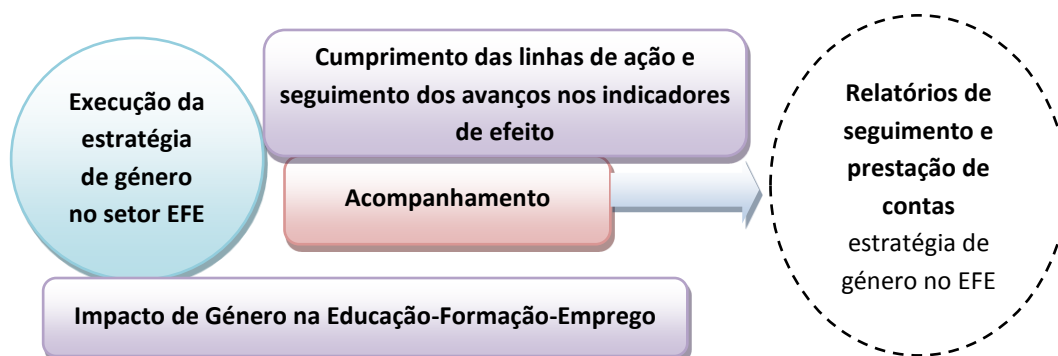 Execução da
estratégia
de género
no setor EFE
Cumprimento das linhas de ação e
seguimento dos avanços nos indicadores
de efeito
Acompanhamento
Relatórios de
seguimento e
prestação de
contas
estratégia de
género no EFE
Impacto de Género na Educação-Formação-Emprego